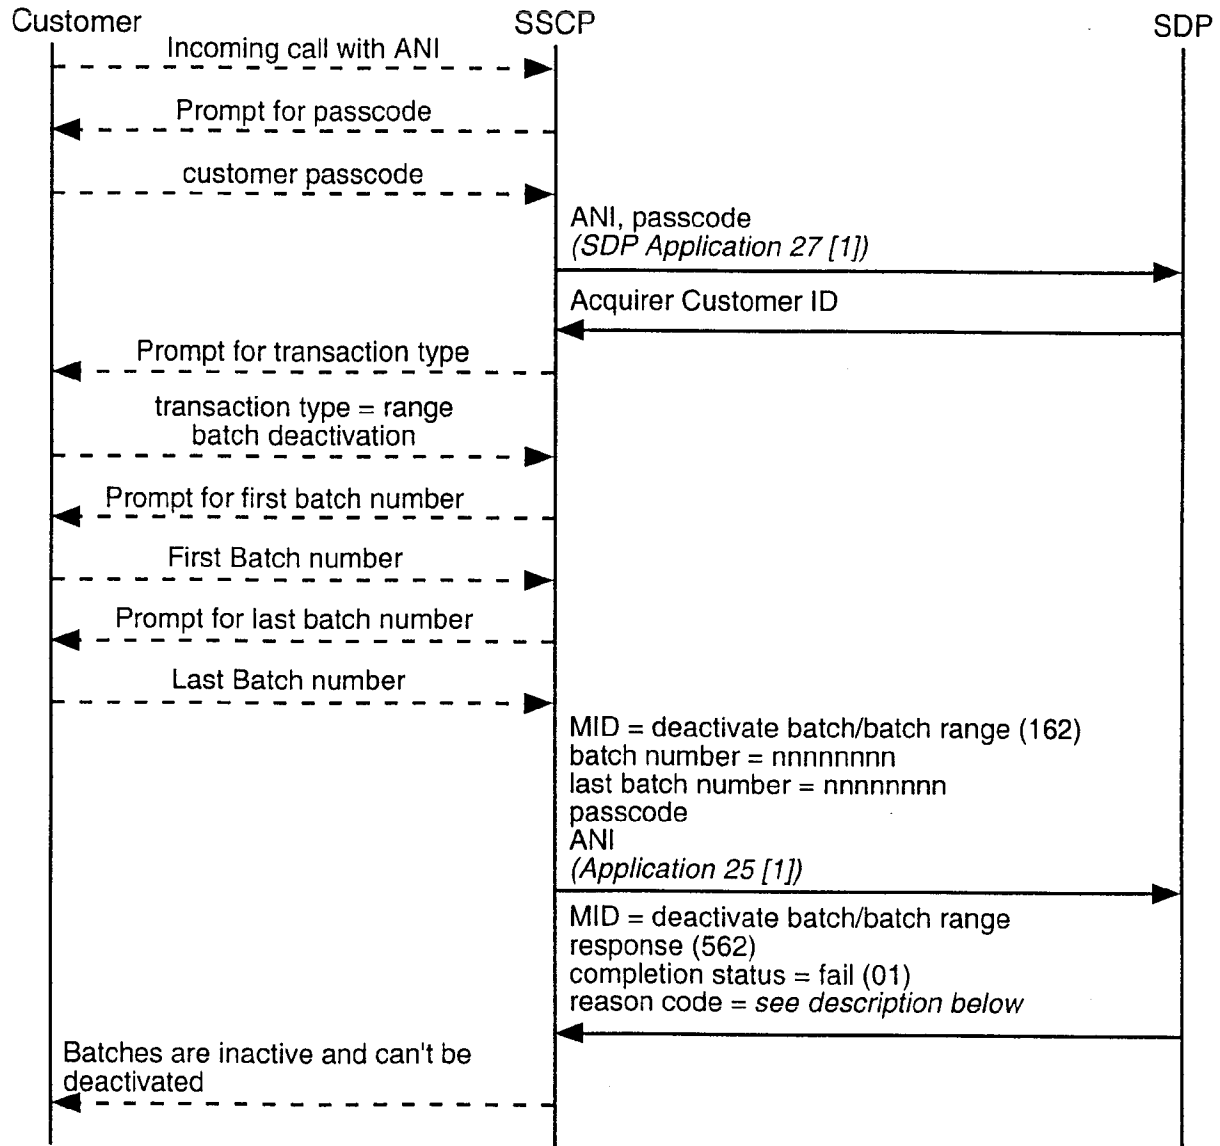 Customer SSCP SDP
Incoming call with ANI
Prompt for passcode
customer passcode
ANI, passcode
(SDP Application 27 [1])
Acquirer Customer ID
Prompt for transaction type
transaction type = range
batch deactivation
Prompt for first batch number
First Batch number
Prompt for last batch number
Last Batch number
MID = deactivate batch/batch range (162)
batch number = nnnnnnnn
last batch number = nnnnnnnn
passcode
ANI
(Application 25 [1])
MID = deactivate batch/batch range
response (562)
completion status = fail (01)
reason code = see description below
Batches are inactive and can't be
deactivated